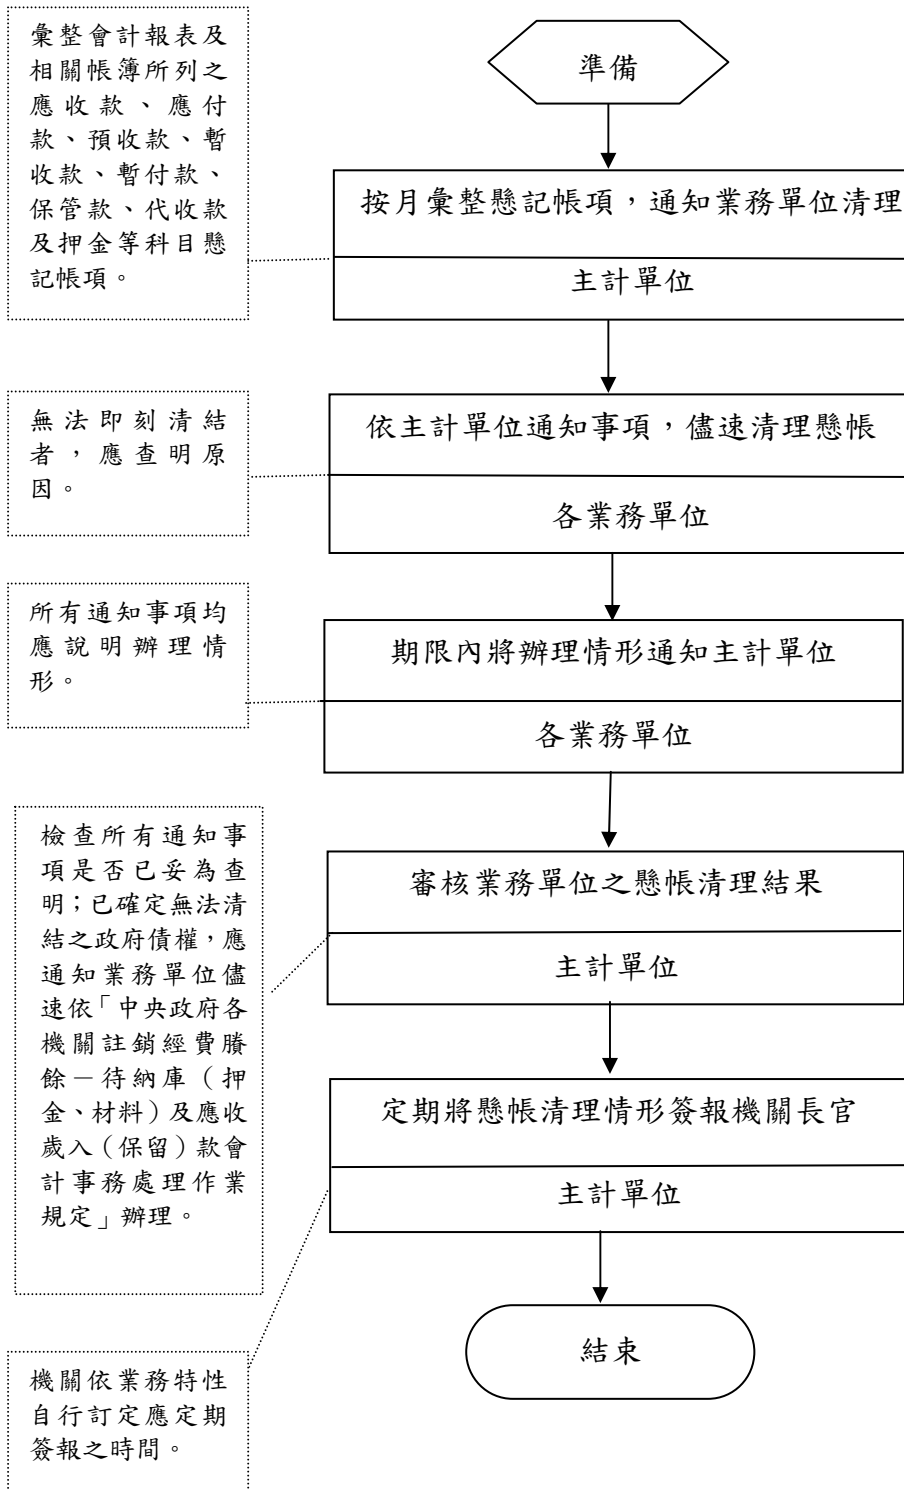 準備
彙整會計報表及
相關帳簿所列之
應收款、應付
款、預收款、暫
收款、暫付款、
保管款、代收款
及押金等科目懸
記帳項。
按月彙整懸記帳項，通知業務單位清理
主計單位
無法即刻清結
者，應查明原
因。
依主計單位通知事項，儘速清理懸帳
各業務單位
所有通知事項均
應說明辦理情
形。
期限內將辦理情形通知主計單位
各業務單位
檢查所有通知事
項是否已妥為查
明；已確定無法清
結之政府債權，應
通知業務單位儘
速依「中央政府各
機關註銷經費賸
餘－待納庫（押
金、材料）及應收
歲入（保留）款會
計事務處理作業
規定」辦理。
審核業務單位之懸帳清理結果
主計單位
定期將懸帳清理情形簽報機關長官
主計單位
機關依業務特性
自行訂定應定期
簽報之時間。
結束